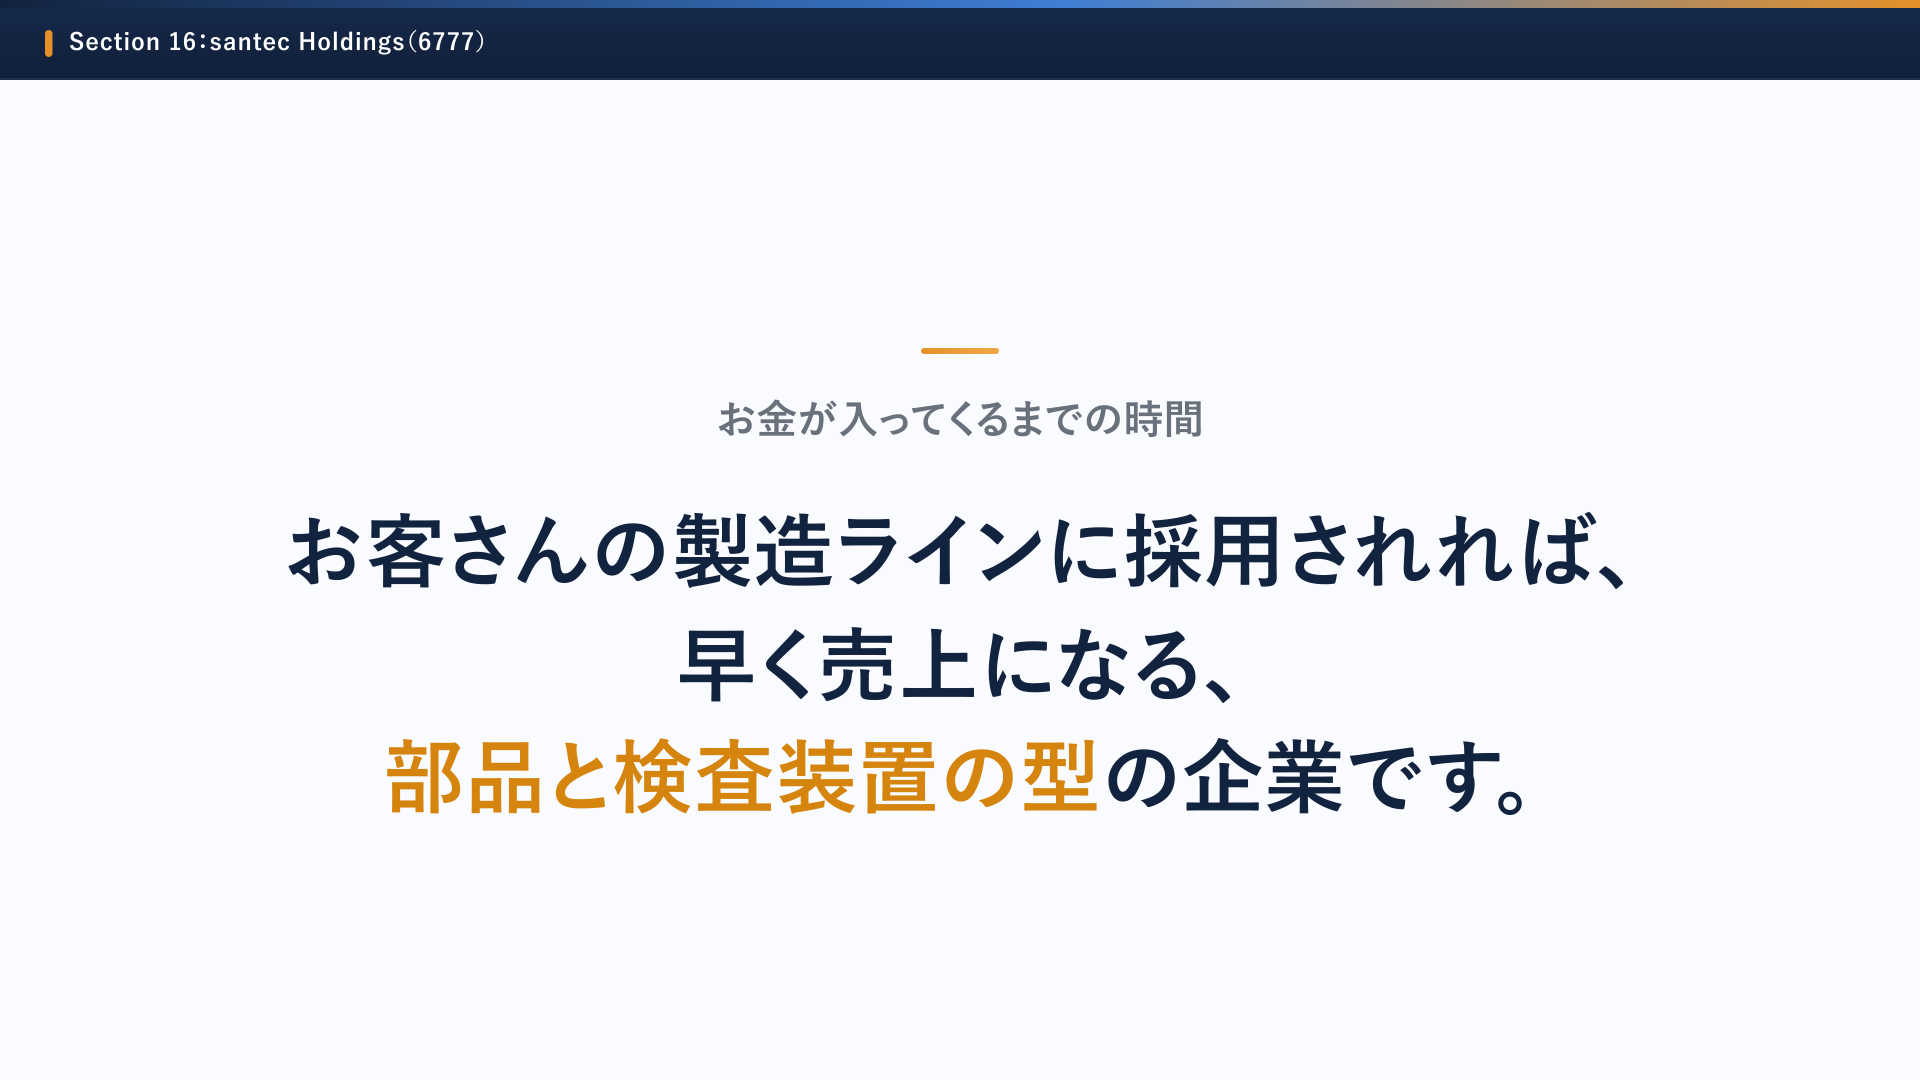 Section 16：santec Holdings（6777）
お金が入ってくるまでの時間
お客さんの製造ラインに採用されれば、
早く売上になる、
部品と検査装置の型の企業です。